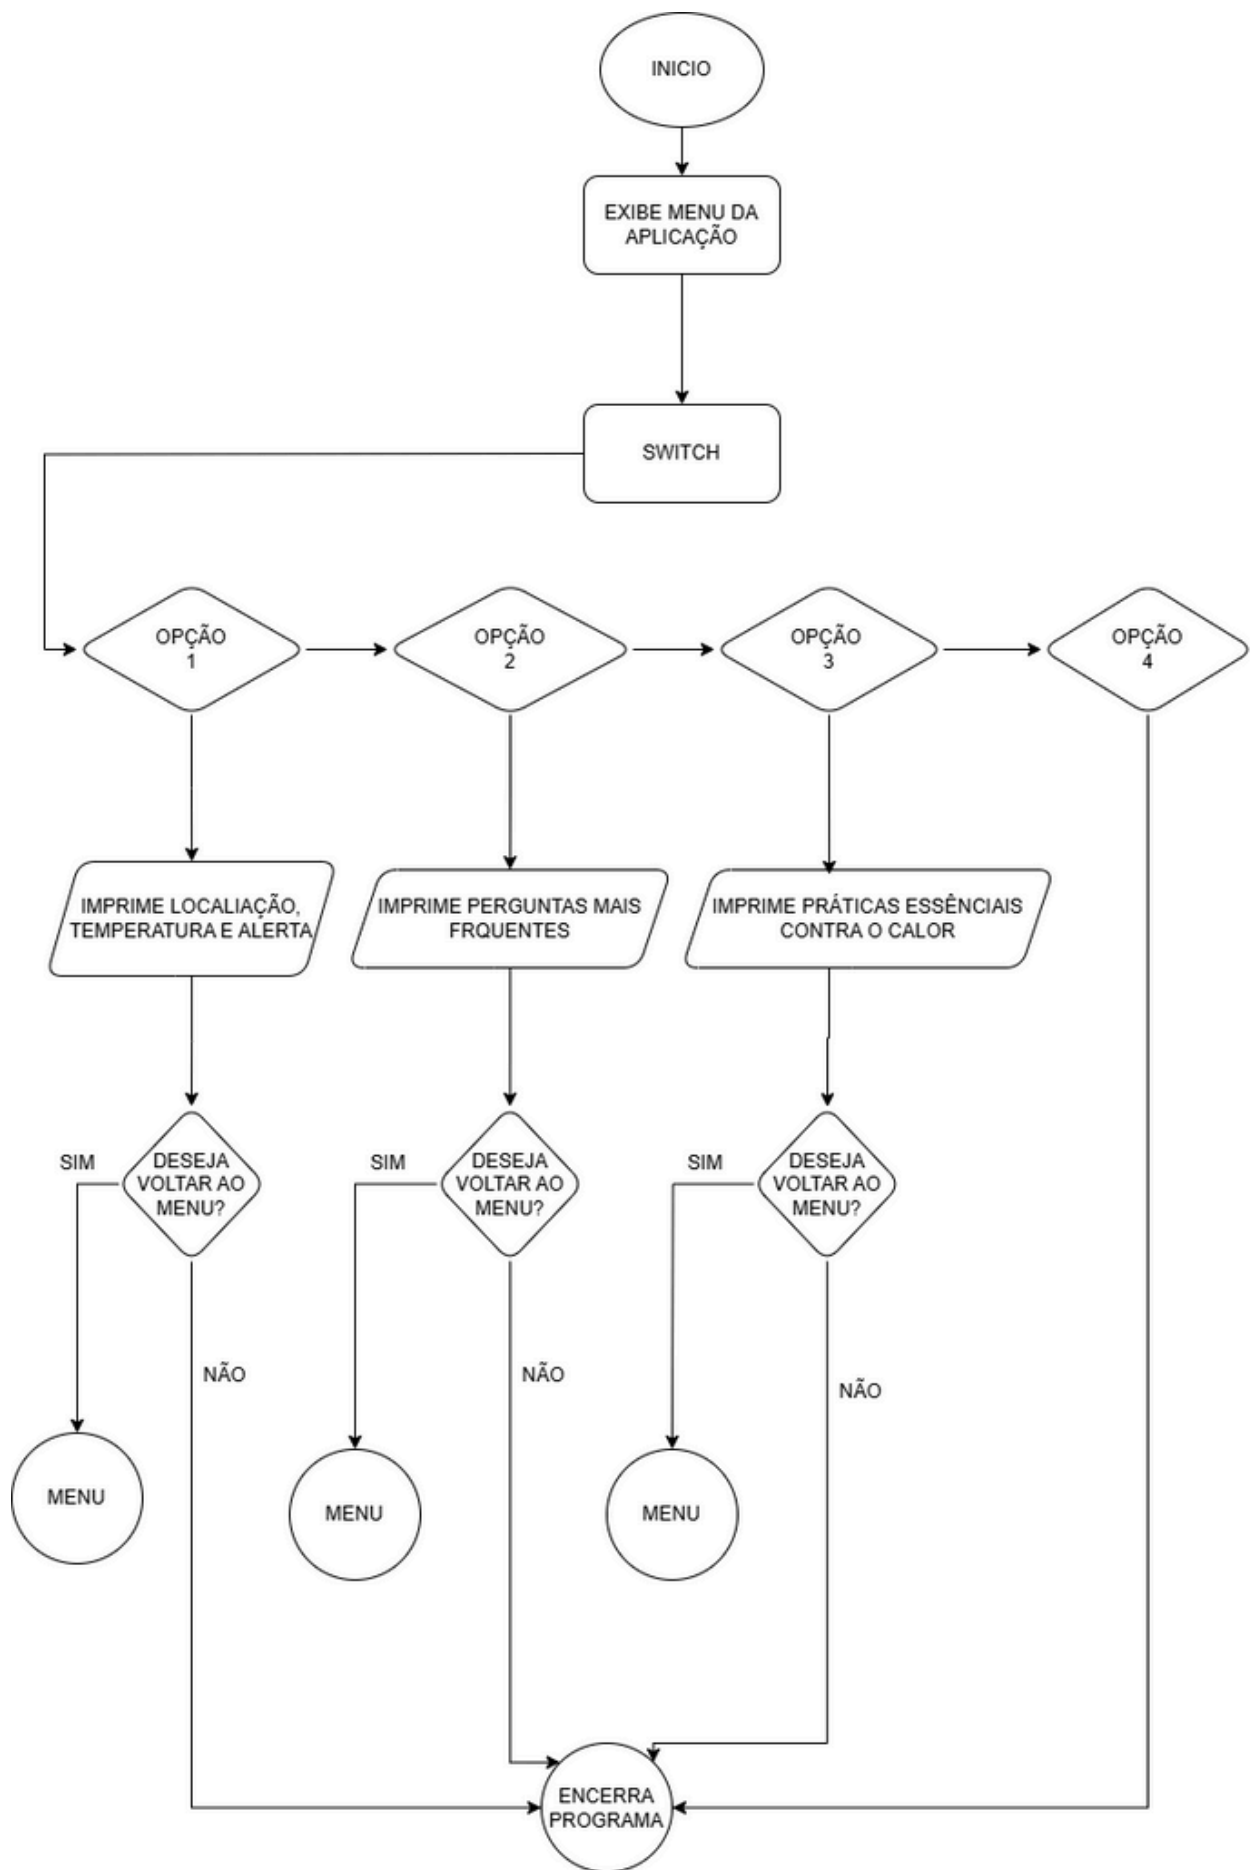 INICIO
EXIBE MENU DA
APLICAÇÃO
SWITCH
OPÇÃO
1
OPÇÃO
2
OPÇÃO
3
OPÇÃO
4
IMPRIME LOCALIAÇÃO,
TEMPERATURA E ALERTA
IMPRIME PERGUNTAS MAIS
FRQUENTES
IMPRIME PRÁTICAS ESSÊNCIAIS
CONTRA O CALOR
SIM
DESEJA
VOLTAR AO
MENU?
SIM
DESEJA
VOLTAR AO
MENU?
SIM
DESEJA
VOLTAR AO
MENU?
NÃO
NÃO
NÃO
MENU
MENU
MENU
ENCERRA
PROGRAMA